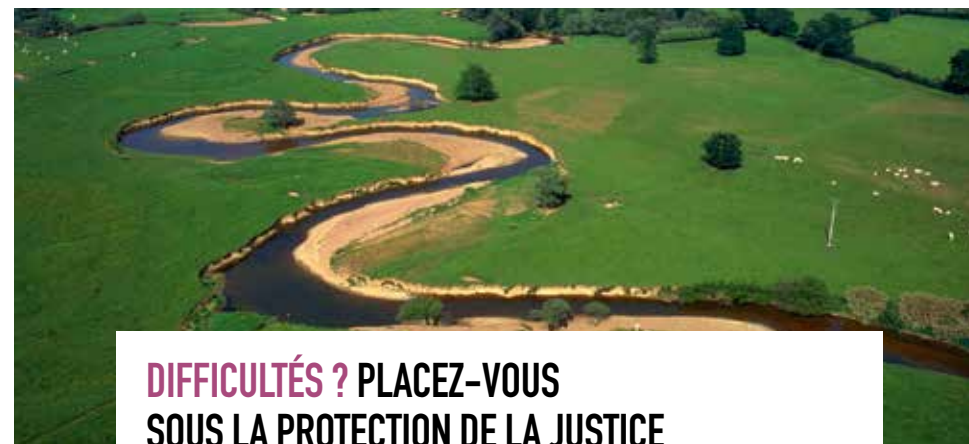 DIFFICULTÉS ? PLACEZ-VOUS
SOUS LA PROTECTION DE LA JUSTICE